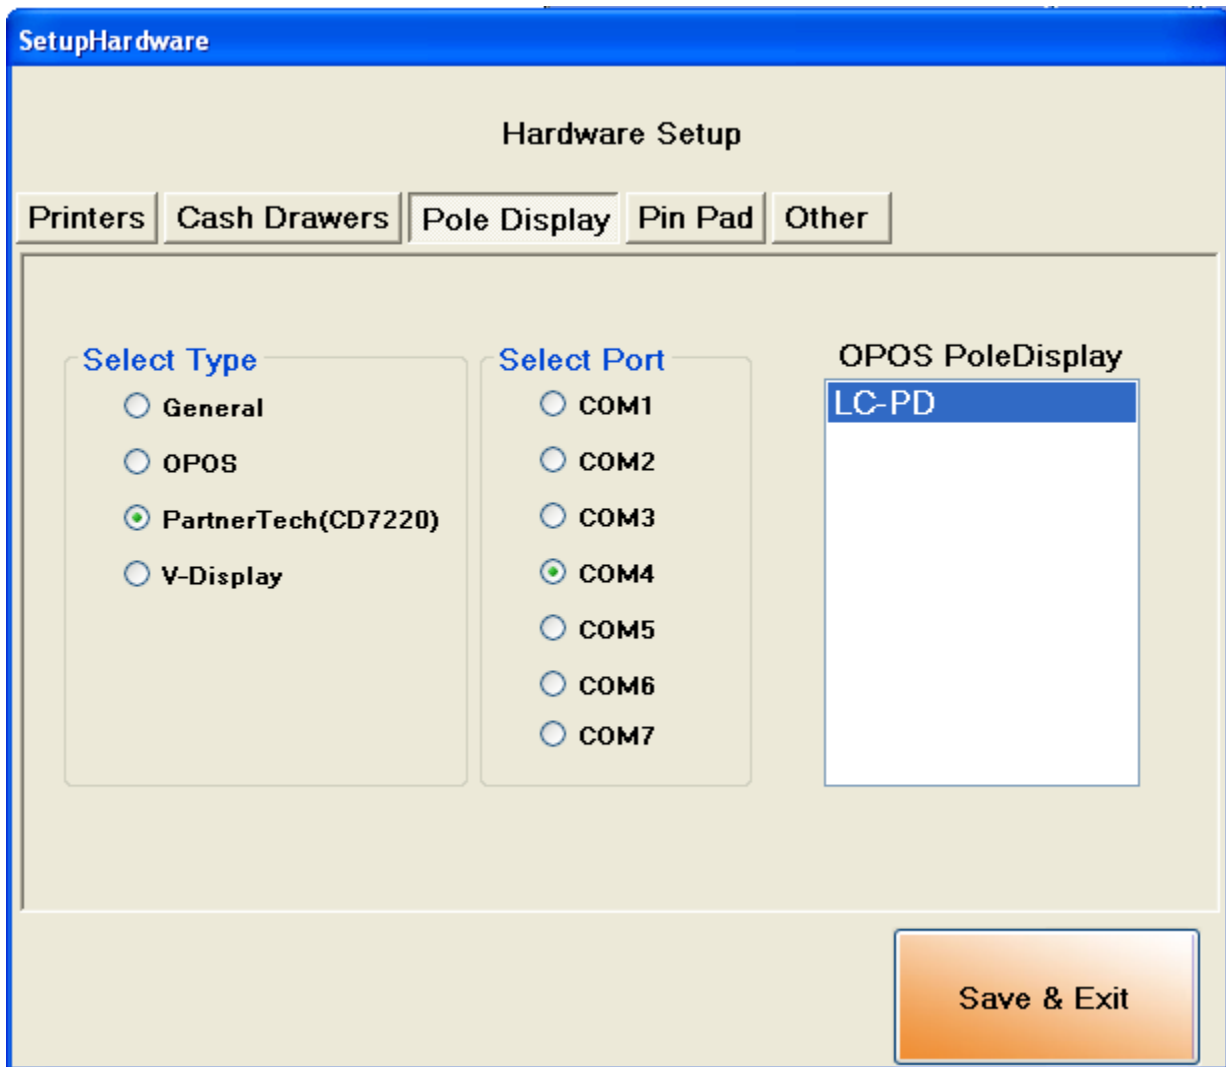 SetupHardware
Hardware Setup
Printers Cash Drawers Pole Display Pin Pad Other
Select Type
General
OPOS
PartnerTech(CD7220)
V-Display
Select Port
COM1
COM2
COM3
COM4
COM5
COM6
COM7
OPOS PoleDisplay
LC-PD
Save & Exit